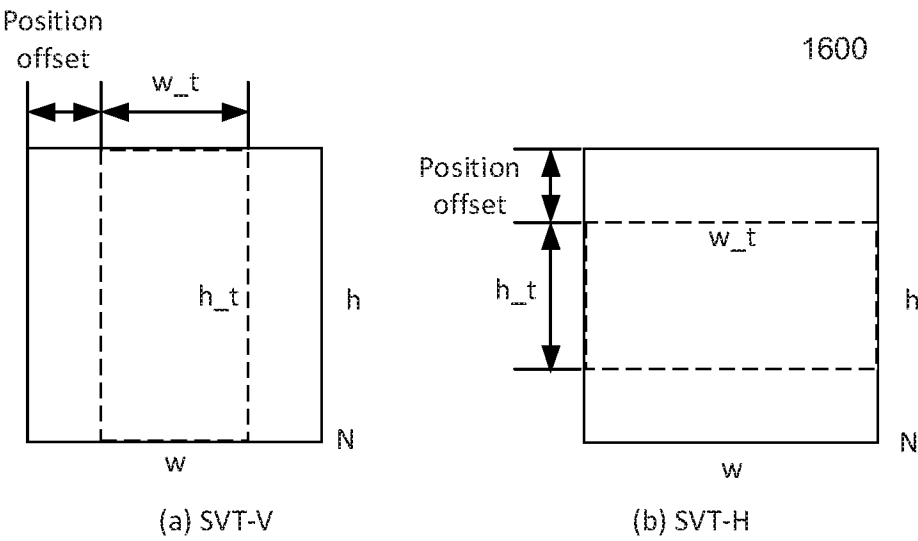 Position
offset
w_t
1600
h_t
h
N
w
(a) SVT-V
Position
offset
w_t
h_t
h
N
w
(b) SVT-H